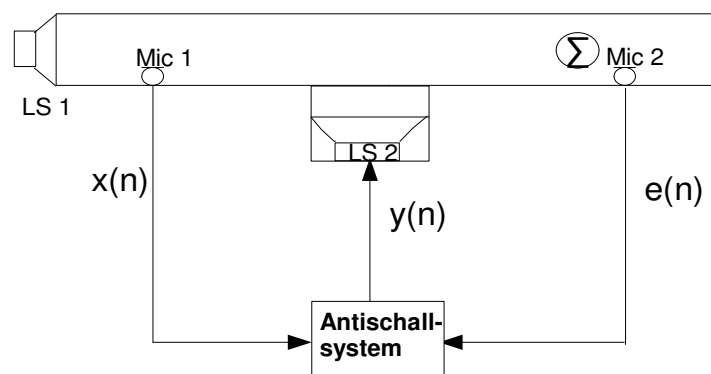 Mic 1
Σ Mic 2
LS 1
LS 2
x(n)
y(n)
e(n)
Antischall-
system